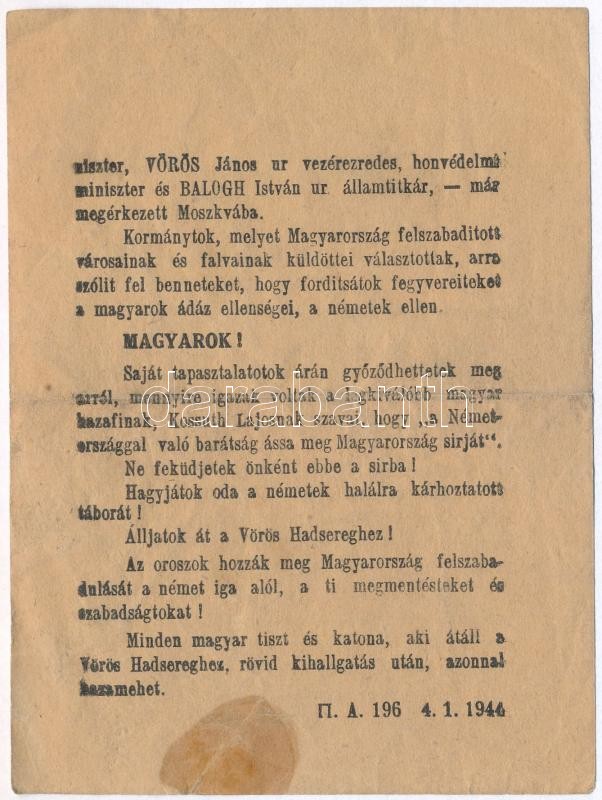 niszter, VÖRÖS János ur vezérezredes, honvédelmi
miniszter és BALOGH István ur államtitkár, — már
megérkezett Moszkvába.
Kormánytok, melyet Magyarország felszabaditott
városainak és falvainak küldöttei választottak, arra
szólit fel benneteket, hogy forditsátok fegyvereiteket
a magyarok ádáz ellenségei, a németek ellen.
MAGYAROK!
Saját tapasztalatotok árán győződhettetek meg
arról, mennyire igazak voltak a legkiválóbb magyar
hazafinak, Kossuth Lajosnak szavai, hogy „a Német-
országgal való barátság ássa meg Magyarország sirját“.
Ne feküdjetek önként ebbe a sirba!
Hagyjátok oda a németek halálra kárhoztatott
táborát!
Álljatok át a Vörös Hadsereghez!
Az oroszok hozzák meg Magyarország felszaba-
dulását a német iga alól, a ti megmentésteket és
szabadságtokat!
Minden magyar tiszt és katona, aki átáll a
Vörös Hadsereghez, rövid kihallgatás után, azonnal
hazamehet.
П. А. 196 4. 1. 1944
darabanth